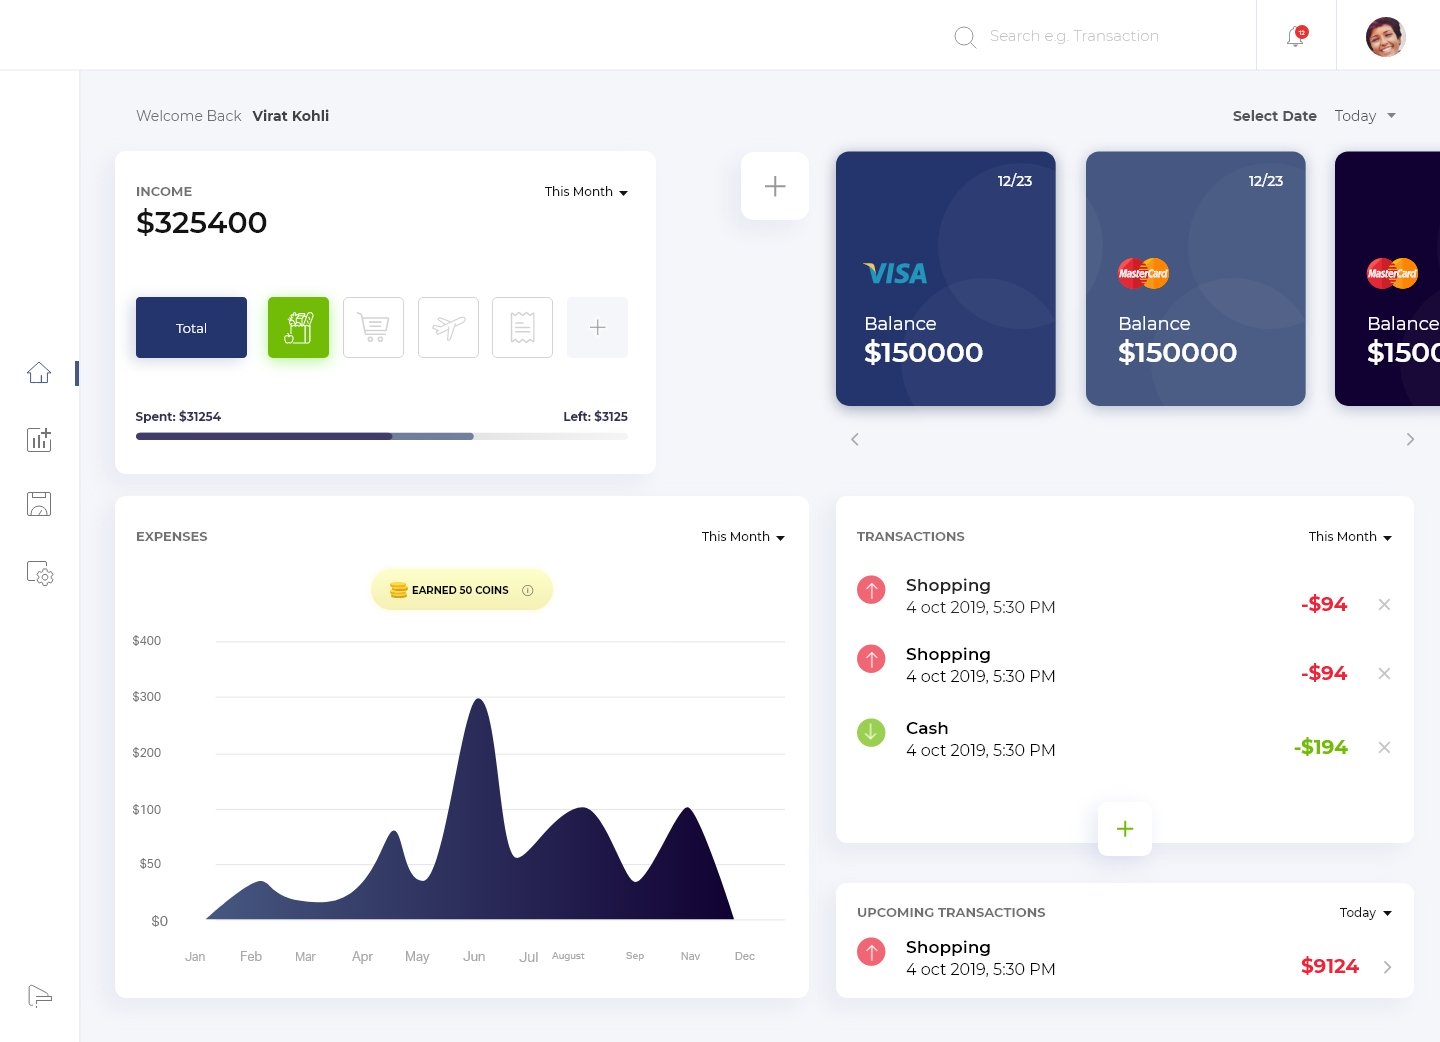 Search e.g. Transaction
12
Welcome Back Virat Kohli
Select Date Today
INCOME
This Month
$325400
Total
Spent: $31254
Left: $3125
12/23
VISA
Balance
$150000
12/23
MasterCard
Balance
$150000
MasterCard
Balance
$1500
EXPENSES
This Month
EARNED 50 COINS
$400
$300
$200
$100
$50
$0
Jan Feb Mar Apr May Jun Jul August Sep Nav Dec
TRANSACTIONS
This Month
Shopping
4 oct 2019, 5:30 PM
-$94
Shopping
4 oct 2019, 5:30 PM
-$94
Cash
4 oct 2019, 5:30 PM
-$194
UPCOMING TRANSACTIONS
Today
Shopping
4 oct 2019, 5:30 PM
$9124